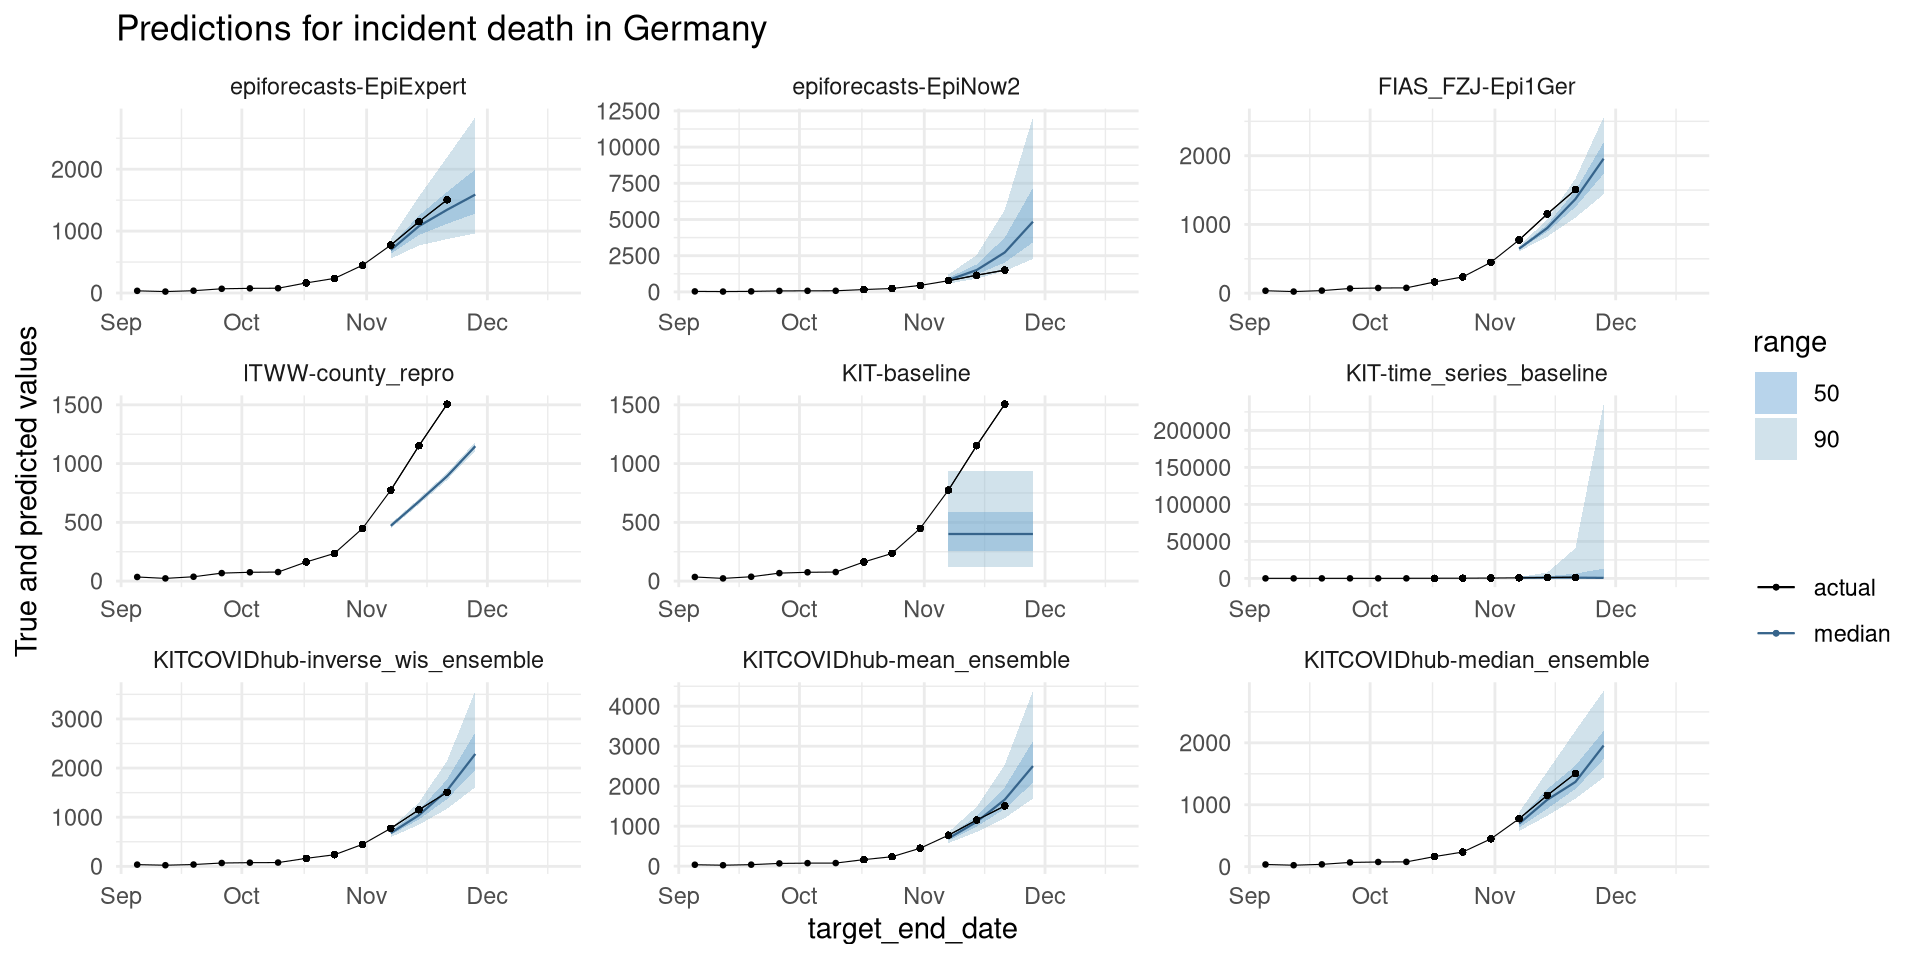 Predictions for incident death in Germany
epiforecasts-EpiExpert
2000
1000
0
Sep Oct Nov Dec
epiforecasts-EpiNow2
12500
10000
7500
5000
2500
0
Sep Oct Nov Dec
FIAS_FZJ-Epi1Ger
2000
1000
0
Sep Oct Nov Dec
ITWW-county_repro
1500
1000
500
0
Sep Oct Nov Dec
KIT-baseline
1500
1000
500
0
Sep Oct Nov Dec
KIT-time_series_baseline
200000
150000
100000
50000
0
Sep Oct Nov Dec
KITCOVIDhub-inverse_wis_ensemble
3000
2000
1000
0
Sep Oct Nov Dec
KITCOVIDhub-mean_ensemble
4000
3000
2000
1000
0
Sep Oct Nov Dec
KITCOVIDhub-median_ensemble
2000
1000
0
Sep Oct Nov Dec
True and predicted values
target_end_date
range
50
90
actual
median